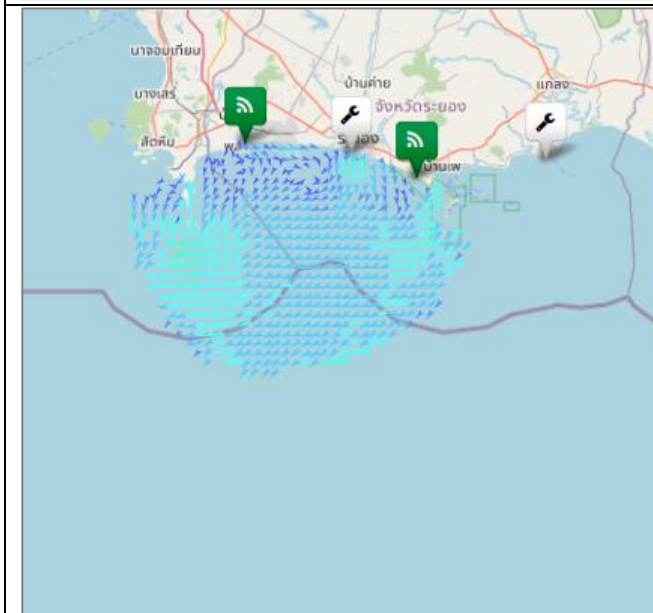 นาจอมเทียน
บ้านค่าย
แกลง
บางเสร่
จังหวัดระยอง
สัตหีบ
บ้านเพ